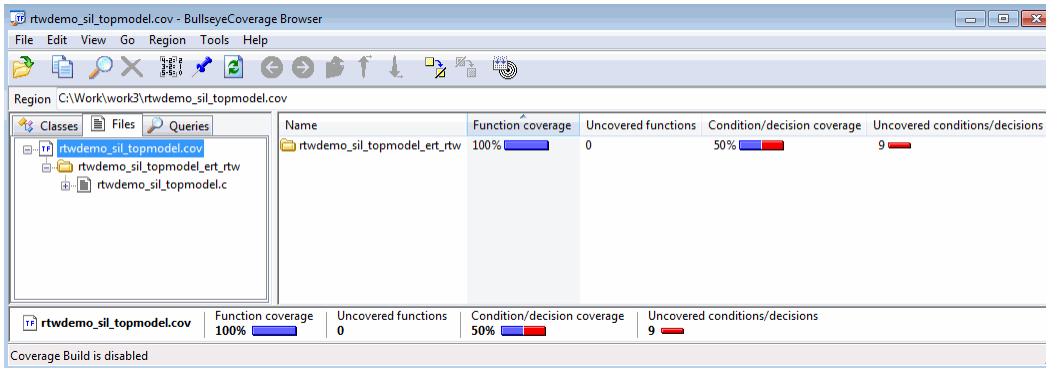 rtwdemo_sil_topmodel.cov - BullseyeCoverage Browser
File Edit View Go Region Tools Help
Region C:\Work\work3\rtwdemo_sil_topmodel.cov
Classes Files Queries
Name Function coverage Uncovered functions Condition/decision coverage Uncovered conditions/decisions
rtwdemo_sil_topmodel.cov
rtwdemo_sil_topmodel_ert_rtw 100% 0 50% 9
rtwdemo_sil_topmodel_ert_rtw
rtwdemo_sil_topmodel.c
rtwdemo_sil_topmodel.cov
Function coverage Uncovered functions Condition/decision coverage Uncovered conditions/decisions
100% 0 50% 9
Coverage Build is disabled